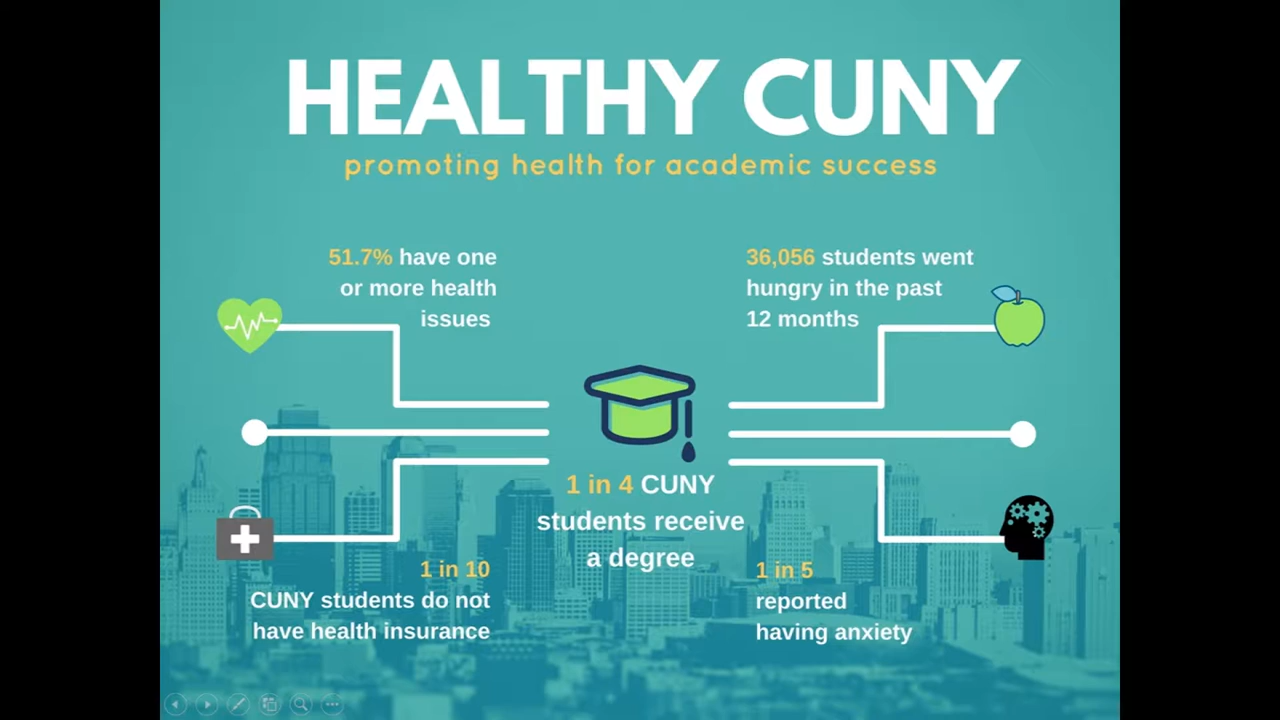 HEALTHY CUNY
promoting health for academic success
51.7% have one
or more health
issues
36,056 students went
hungry in the past
12 months
1 in 4 CUNY
students receive
a degree
1 in 10
CUNY students do not
have health insurance
1 in 5
reported
having anxiety